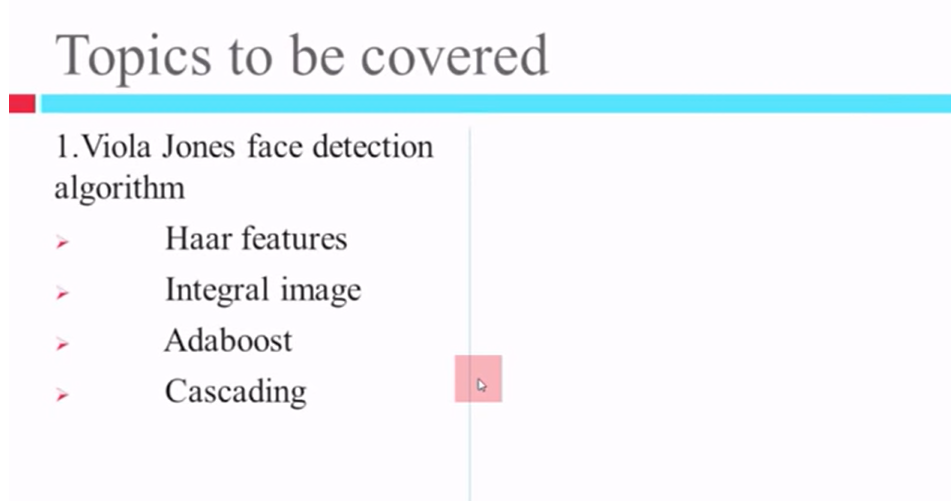 Topics to be covered
1.Viola Jones face detection
algorithm
Haar features
Integral image
Adaboost
Cascading